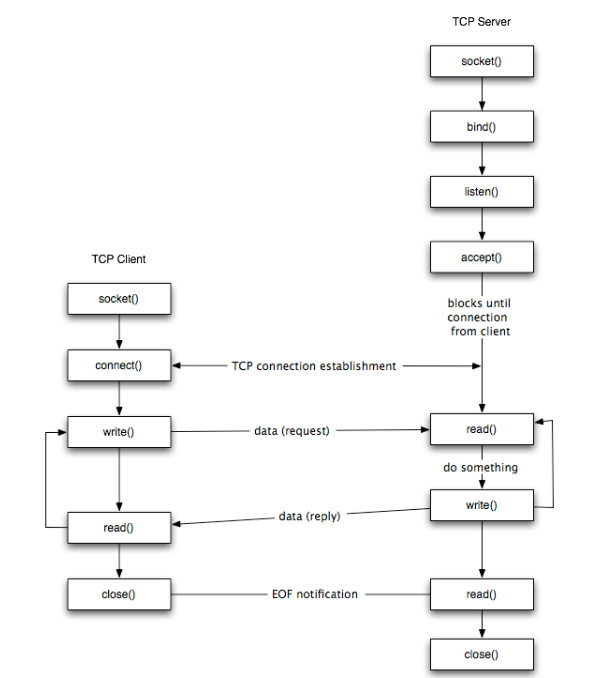 TCP Server
socket()
bind()
listen()
accept()
blocks until
connection
from client
TCP Client
socket()
connect()
TCP connection establishment
write()
data (request)
read()
do something
write()
data (reply)
read()
close()
EOF notification
read()
close()